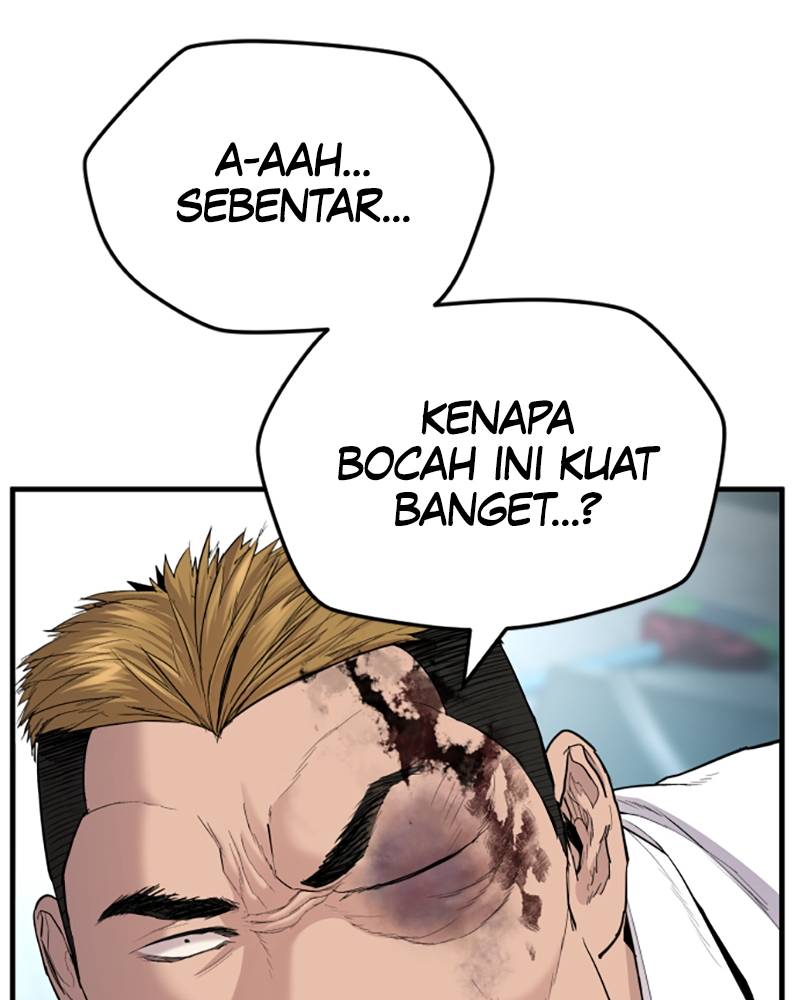 A-AAH...
SEBENTAR...
KENAPA
BOCAH INI KUAT
BANGET...?